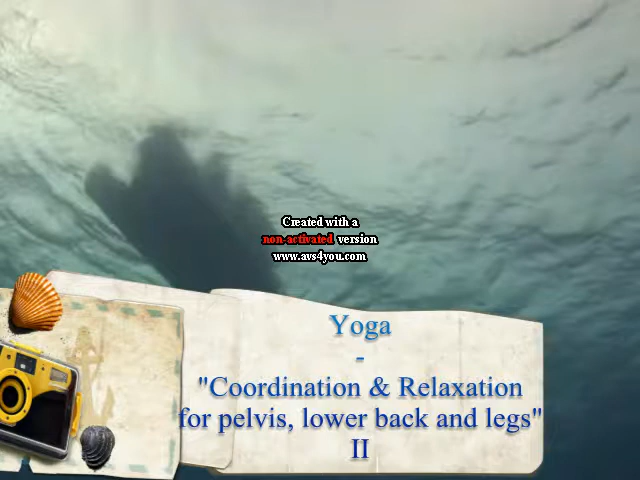 Created with a
non-activated version
www.avs4you.com
Yoga
-
"Coordination & Relaxation
for pelvis, lower back and legs"
II